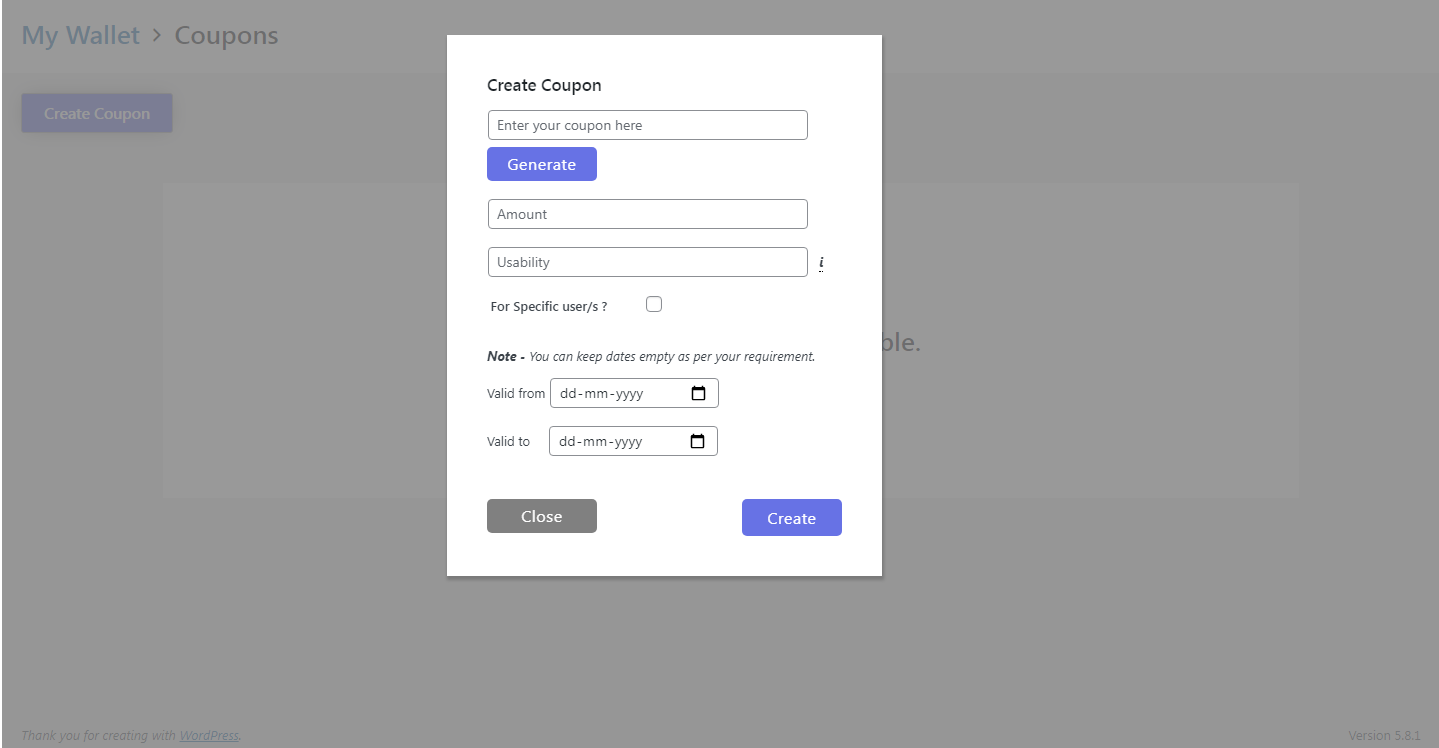 My Wallet > Coupons
Create Coupon
Create Coupon
Enter your coupon here
Generate
Amount
Usability i
For Specific user/s ?
ble.
Note - You can keep dates empty as per your requirement.
Valid from dd-mm-yyyy
Valid to dd-mm-yyyy
Close Create
Thank you for creating with WordPress. Version 5.8.1